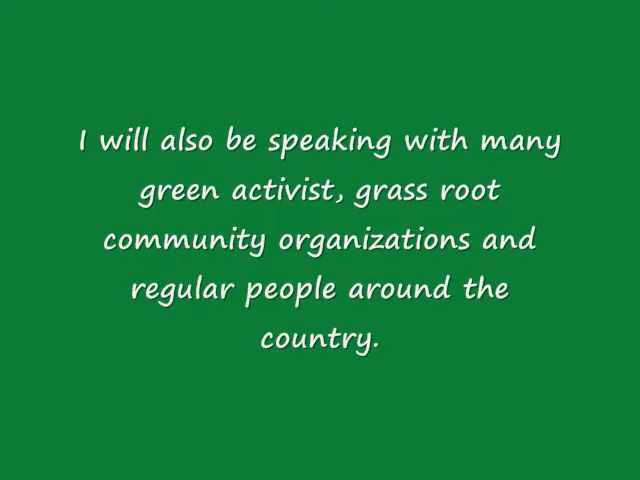 I will also be speaking with many
green activist, grass root
community organizations and
regular people around the
country.